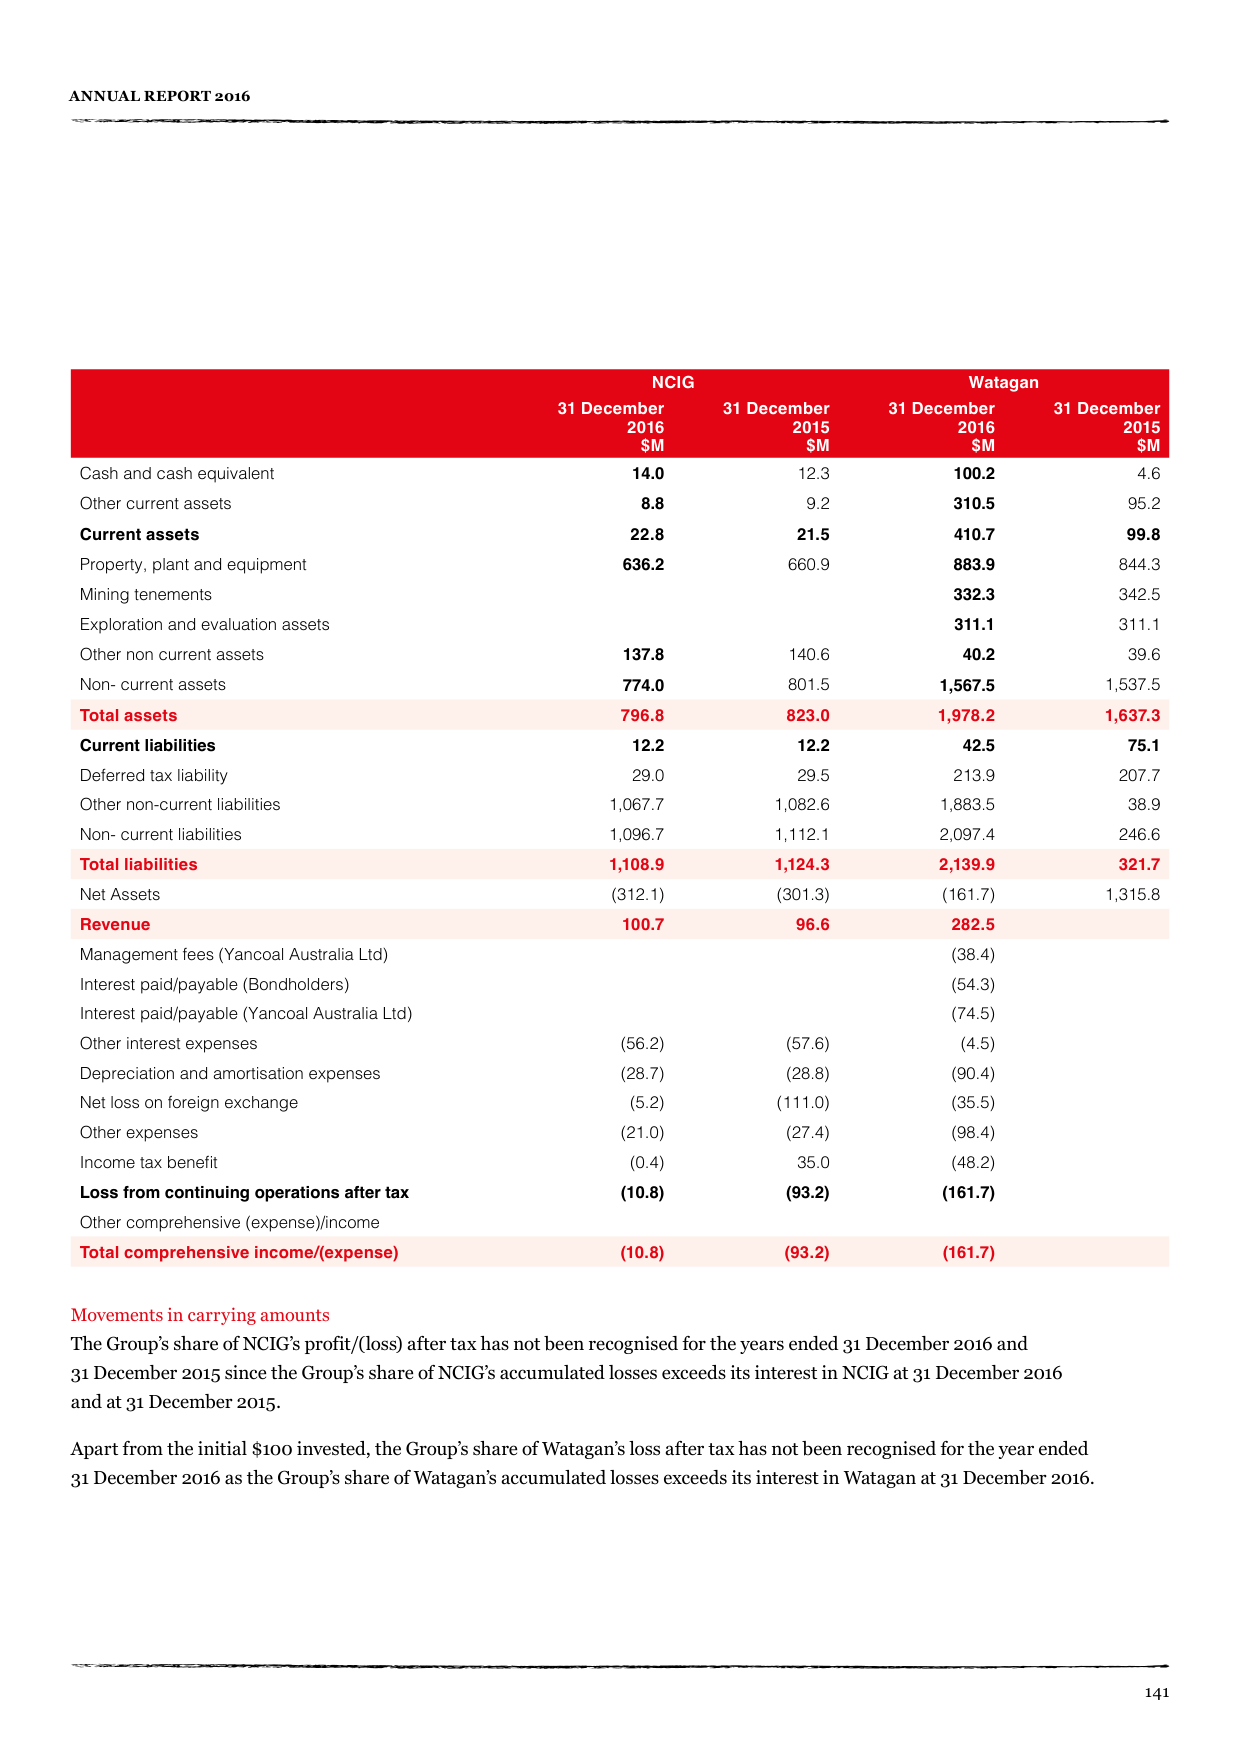 ANNUAL REPORT 2016
NCIG Watagan
31 December 31 December 31 December 31 December
2016 2015 2016 2015
$M $M $M $M
Cash and cash equivalent 14.0 12.3 100.2 4.6
Other current assets 8.8 9.2 310.5 95.2
Current assets 22.8 21.5 410.7 99.8
Property, plant and equipment 636.2 660.9 883.9 844.3
Mining tenements 332.3 342.5
Exploration and evaluation assets 311.1 311.1
Other non current assets 137.8 140.6 40.2 39.6
Non- current assets 774.0 801.5 1,567.5 1,537.5
Total assets 796.8 823.0 1,978.2 1,637.3
Current liabilities 12.2 12.2 42.5 75.1
Deferred tax liability 29.0 29.5 213.9 207.7
Other non-current liabilities 1,067.7 1,082.6 1,883.5 38.9
Non- current liabilities 1,096.7 1,112.1 2,097.4 246.6
Total liabilities 1,108.9 1,124.3 2,139.9 321.7
Net Assets (312.1) (301.3) (161.7) 1,315.8
Revenue 100.7 96.6 282.5
Management fees (Yancoal Australia Ltd) (38.4)
Interest paid/payable (Bondholders) (54.3)
Interest paid/payable (Yancoal Australia Ltd) (74.5)
Other interest expenses (56.2) (57.6) (4.5)
Depreciation and amortisation expenses (28.7) (28.8) (90.4)
Net loss on foreign exchange (5.2) (111.0) (35.5)
Other expenses (21.0) (27.4) (98.4)
Income tax benefit (0.4) 35.0 (48.2)
Loss from continuing operations after tax (10.8) (93.2) (161.7)
Other comprehensive (expense)/income
Total comprehensive income/(expense) (10.8) (93.2) (161.7)
Movements in carrying amounts
The Group's share of NCIG's profit/(loss) after tax has not been recognised for the years ended 31 December 2016 and
31 December 2015 since the Group's share of NCIG's accumulated losses exceeds its interest in NCIG at 31 December 2016
and at 31 December 2015.
Apart from the initial $100 invested, the Group's share of Watagan's loss after tax has not been recognised for the year ended
31 December 2016 as the Group's share of Watagan's accumulated losses exceeds its interest in Watagan at 31 December 2016.
141